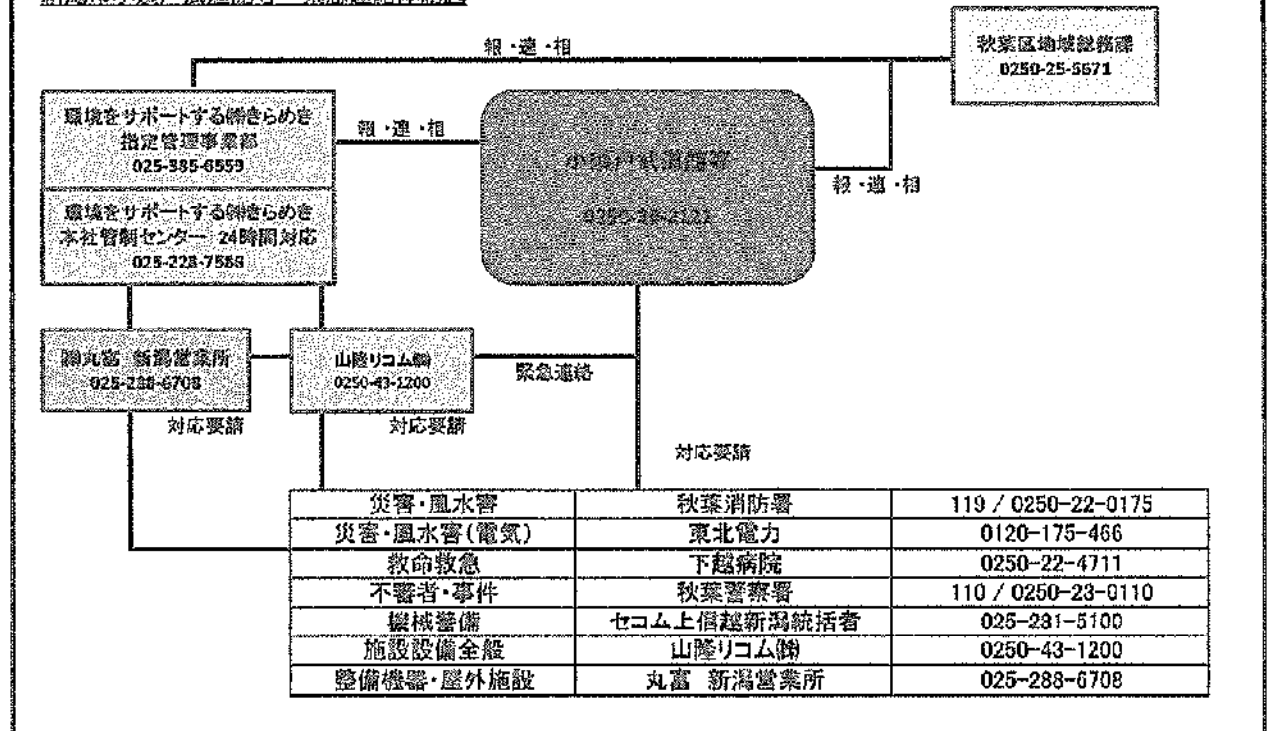 報・連・相
秋葉区地域総務課
0250-25-5671
環境をサポートする㈱きらめき
指定管理事業部
025-385-6559
報・連・相
報・連・相
環境をサポートする㈱きらめき
本社管制センター 24時間対応
025-228-7588
㈱丸富 新潟営業所
025-288-6708
山隆リコム㈱
0250-43-1200
緊急連絡
対応要請
対応要請
対応要請
災害・風水害 秋葉消防署 119 / 0250-22-0175
災害・風水害(電気) 東北電力 0120-175-466
救命救急 下越病院 0250-22-4711
不審者・事件 秋葉警察署 110 / 0250-23-0110
機械警備 セコム上信越新潟統括者 025-281-5100
施設設備全般 山隆リコム㈱ 0250-43-1200
整備機器・屋外施設 丸富 新潟営業所 025-288-6708